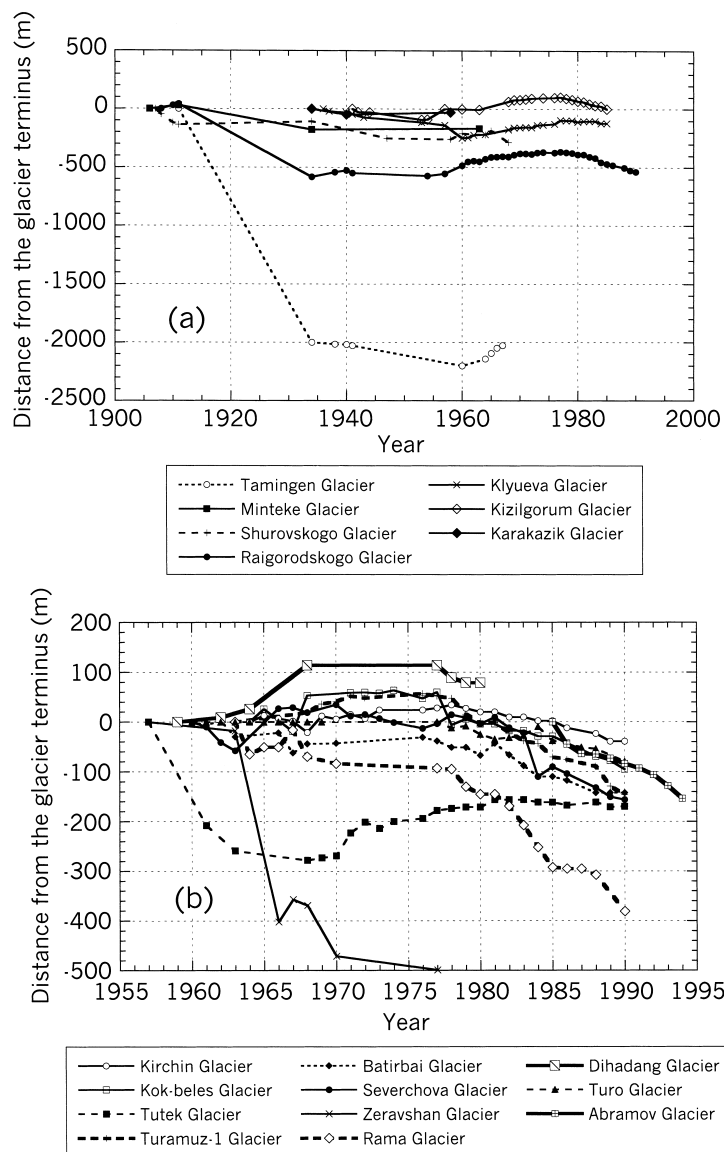 (a)
Distance from the glacier terminus (m)
500
0
-500
-1000
-1500
-2000
-2500
1900 1920 1940 1960 1980 2000
Year
Tamingen Glacier Klyueva Glacier
Minteke Glacier Kizilgorum Glacier
Shurovskogo Glacier Karakazik Glacier
Raigorodskogo Glacier
(b)
Distance from the glacier terminus (m)
200
100
0
-100
-200
-300
-400
-500
1955 1960 1965 1970 1975 1980 1985 1990 1995
Year
Kirchin Glacier Batirbai Glacier Dihadang Glacier
Kok-beles Glacier Severchova Glacier Turo Glacier
Tutek Glacier Zeravshan Glacier Abramov Glacier
Turamuz-1 Glacier Rama Glacier